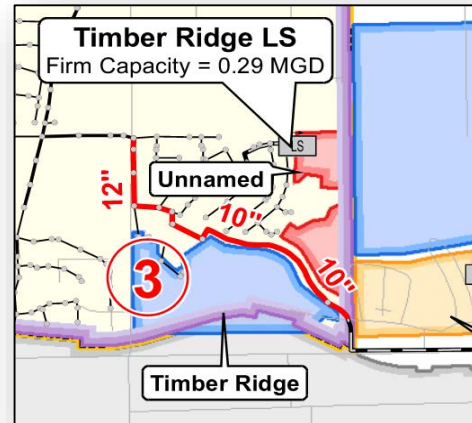 Timber Ridge LS
Firm Capacity = 0.29 MGD
LS
Unnamed
12"
10"
10"
3
Timber Ridge